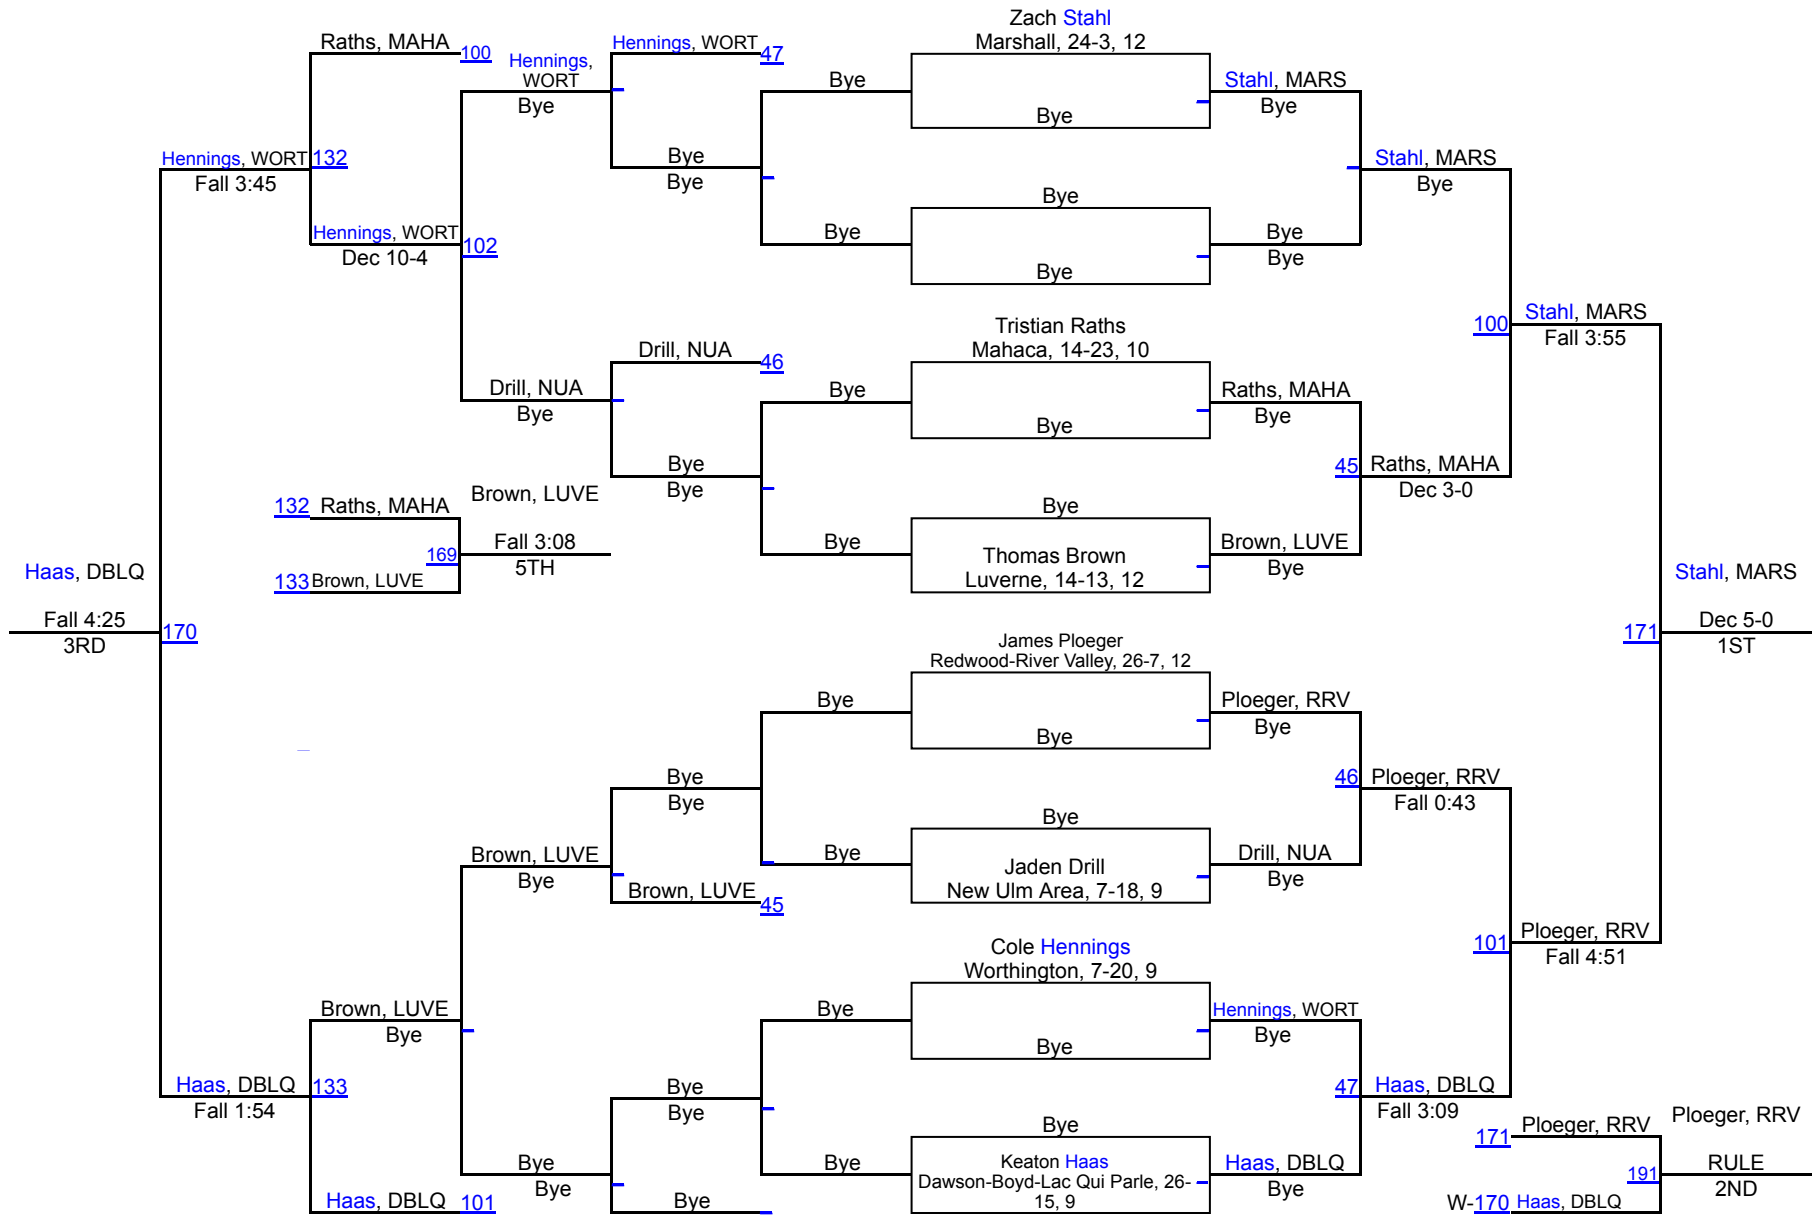 Zach Stahl
Marshall, 24-3, 12
Raths, MAHA
100
Hennings,
WORT
Bye
Hennings, WORT
47
Bye
Bye
Stahl, MARS
Bye
Hennings, WORT
132
Fall 3:45
Bye
Bye
Stahl, MARS
Bye
Hennings, WORT
102
Dec 10-4
Bye
Bye
Bye
Bye
Bye
Tristian Raths
Mahaca, 14-23, 10
100
Stahl, MARS
Fall 3:55
Drill, NUA
46
Drill, NUA
Bye
Bye
Bye
Raths, MAHA
Bye
Bye
Bye
45
Raths, MAHA
Dec 3-0
132
Raths, MAHA
Brown, LUVE
169
Fall 3:08
5TH
133
Brown, LUVE
Bye
Bye
Thomas Brown
Luverne, 14-13, 12
Brown, LUVE
Bye
Haas, DBLQ
Fall 4:25
3RD
170
Stahl, MARS
171
Dec 5-0
1ST
James Ploeger
Redwood-River Valley, 26-7, 12
Bye
Bye
Ploeger, RRV
Bye
Bye
Bye
46
Ploeger, RRV
Fall 0:43
Brown, LUVE
Bye
Bye
Bye
Jaden Drill
New Ulm Area, 7-18, 9
Drill, NUA
Bye
Brown, LUVE
45
Cole Hennings
Worthington, 7-20, 9
101
Ploeger, RRV
Fall 4:51
Brown, LUVE
Bye
Bye
Bye
Hennings, WORT
Bye
Haas, DBLQ
133
Fall 1:54
Bye
Bye
47
Haas, DBLQ
Fall 3:09
Bye
Bye
Bye
Bye
Keaton Haas
Dawson-Boyd-Lac Qui Parle, 26-
15, 9
Haas, DBLQ
Bye
Haas, DBLQ
101
Bye
171
Ploeger, RRV
Ploeger, RRV
191
RULE
2ND
W-170
Haas, DBLQ